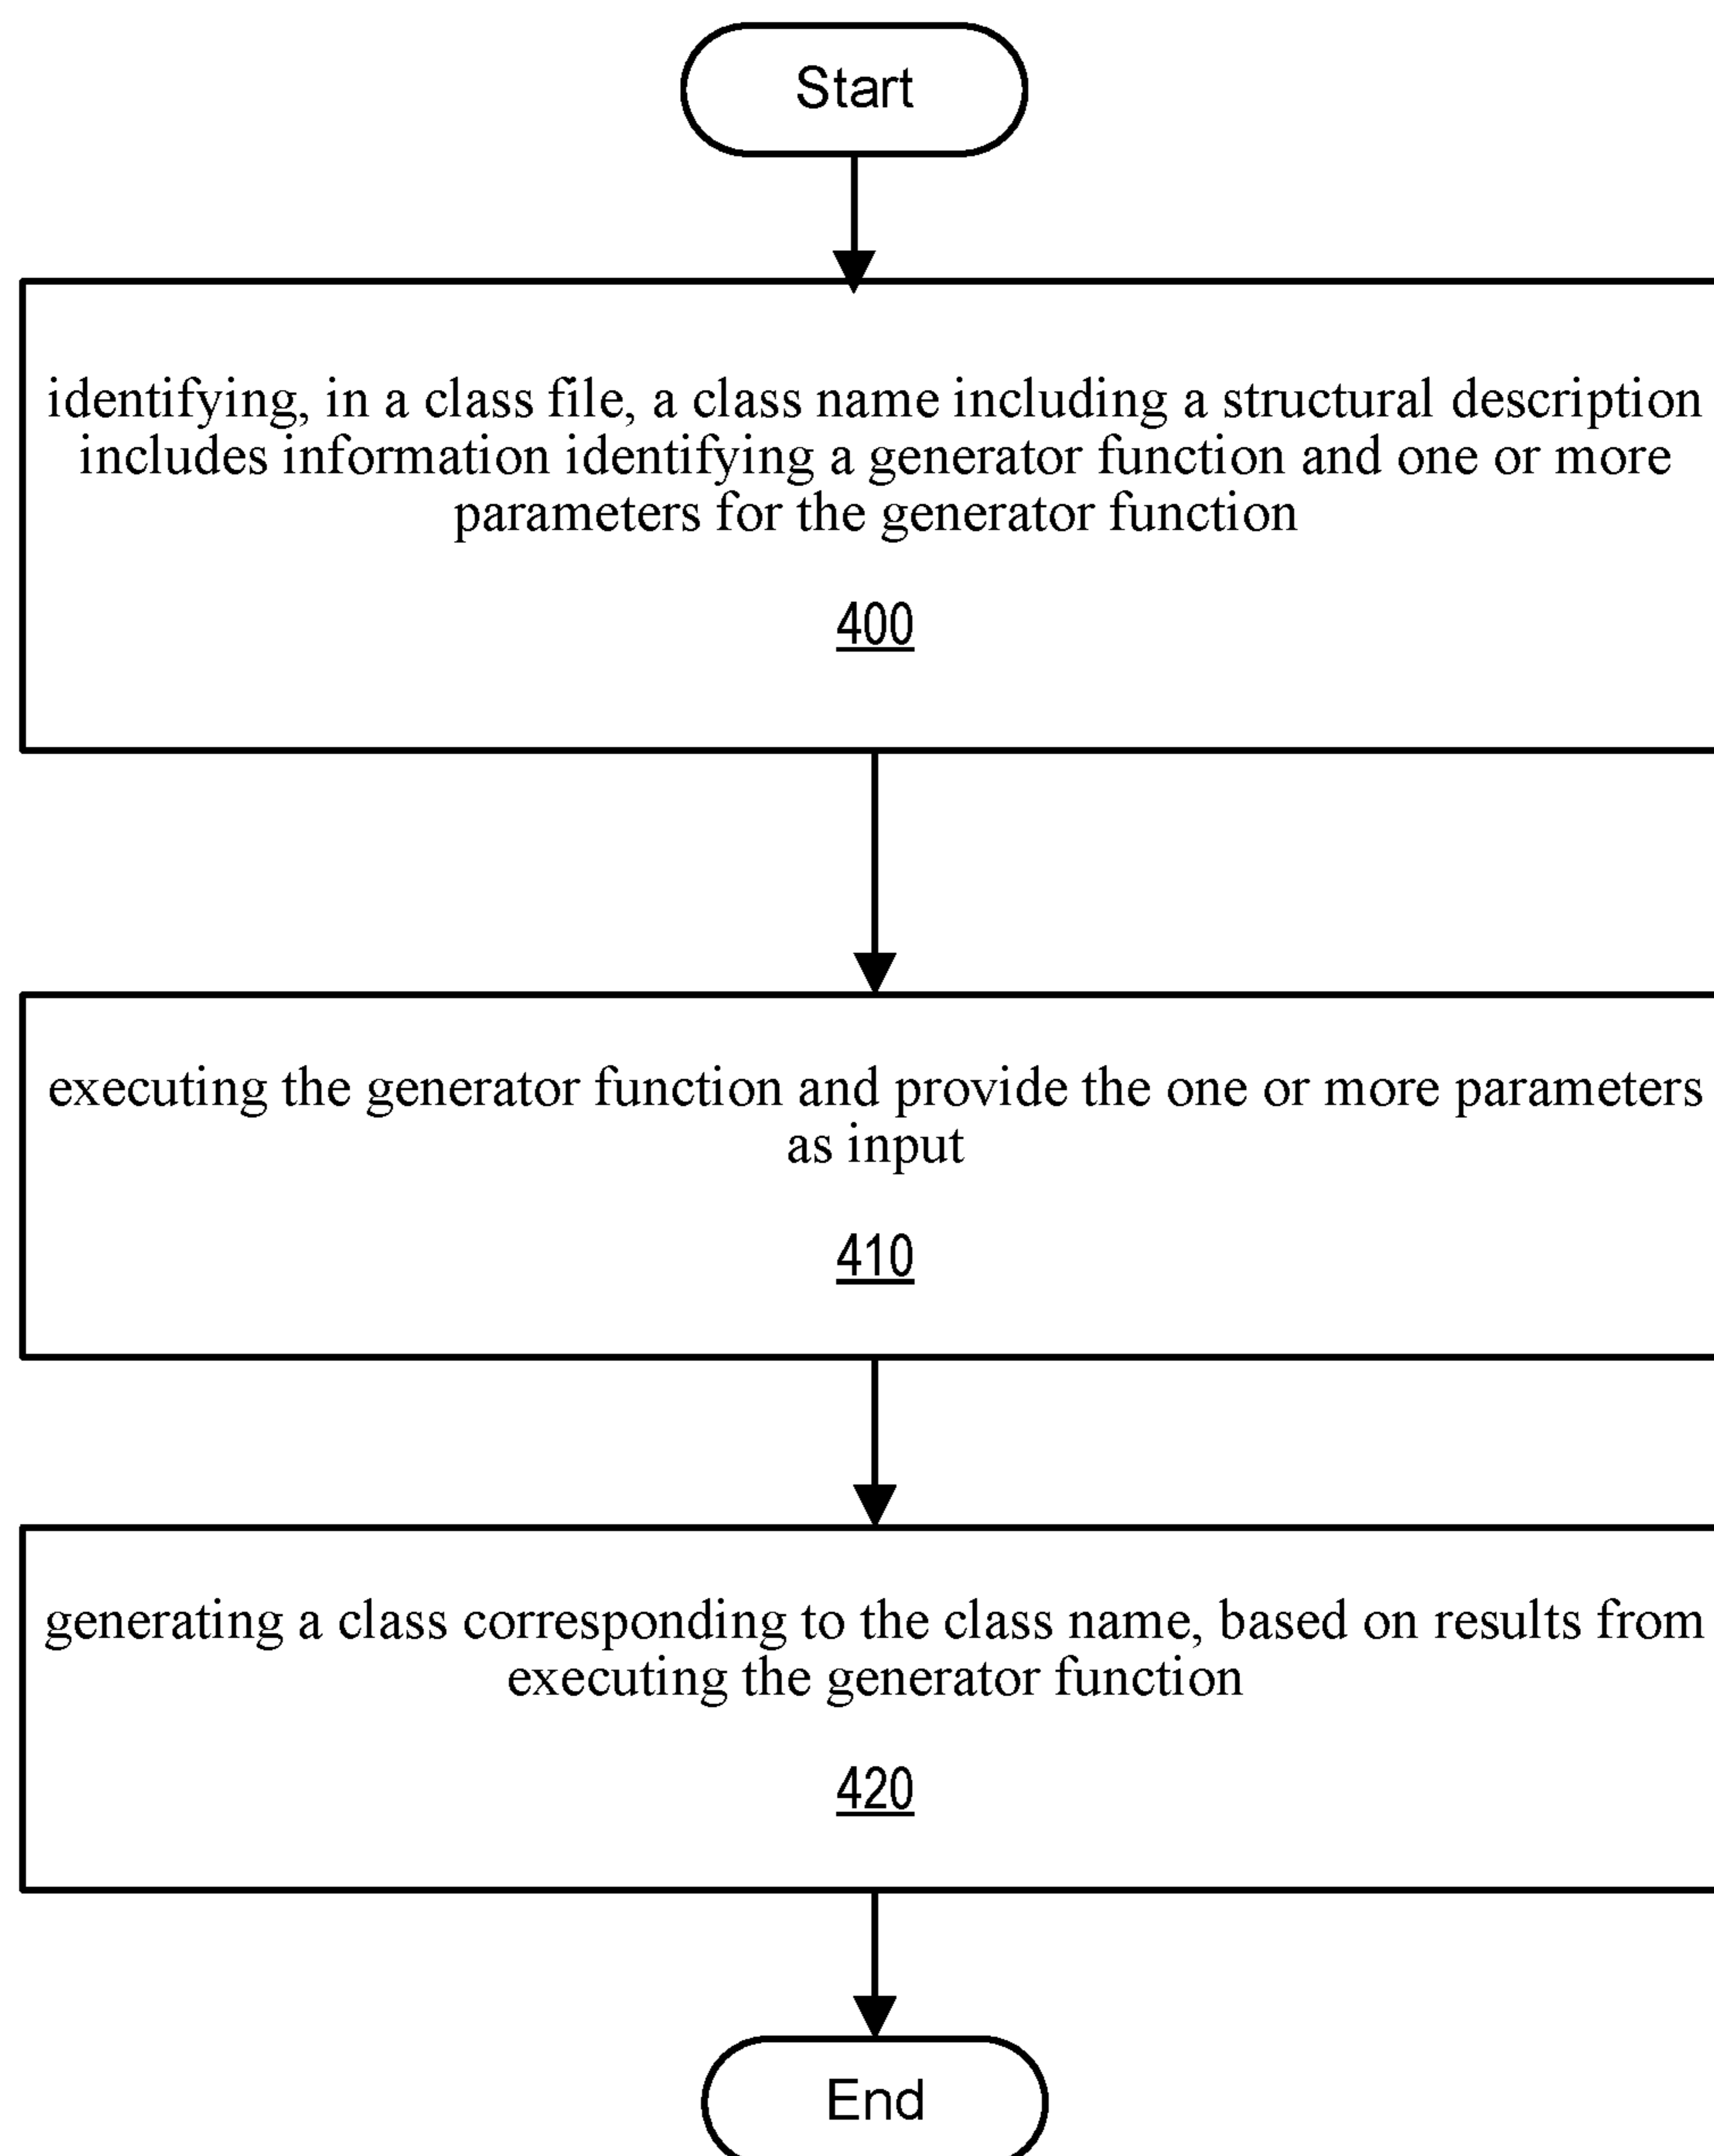 Start
identifying, in a class file, a class name including a structural description
includes information identifying a generator function and one or more
parameters for the generator function
400
executing the generator function and provide the one or more parameters
as input
410
generating a class corresponding to the class name, based on results from
executing the generator function
420
End